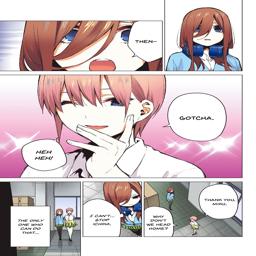 THEN—
GOTCHA.
HEH
HEH!
THANK YOU,
MIKU.
WHY
DON'T
WE HEAD
HOME?
I CAN'T...
STOP
ICHIKA.
THE ONLY
ONE WHO
CAN DO
THAT...